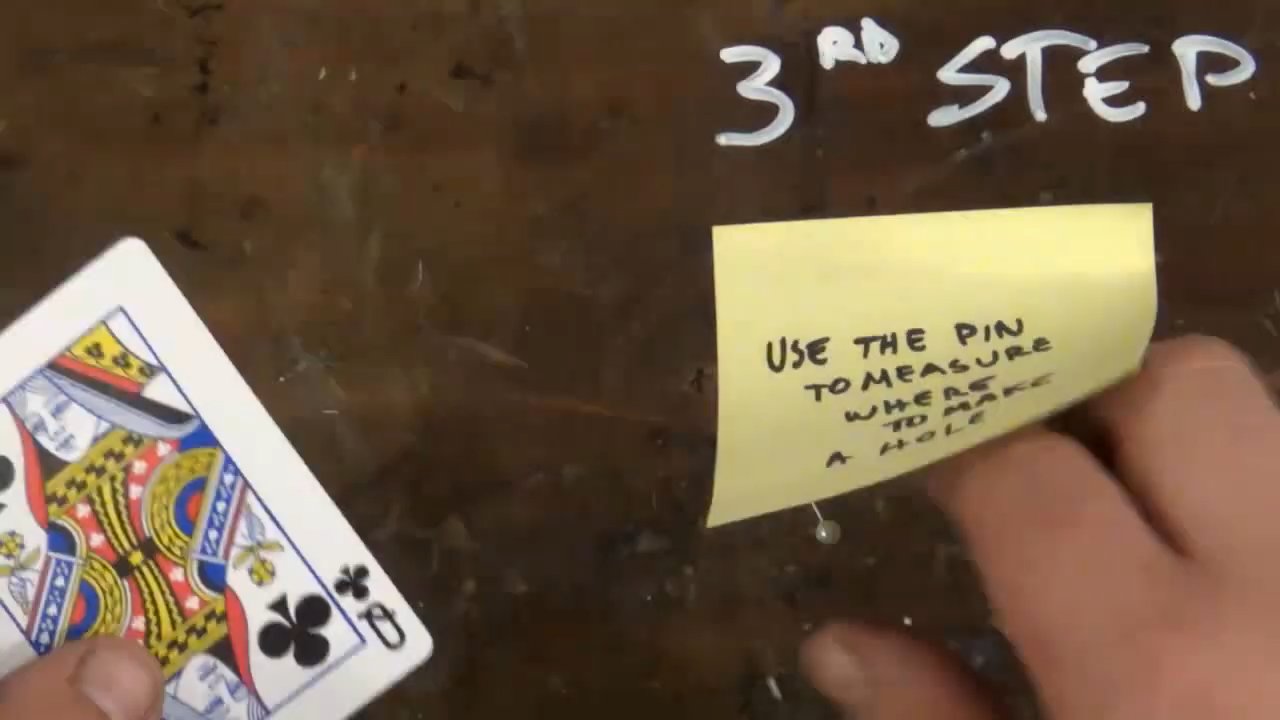 3RD STEP
USE THE PIN
TO MEASURE
WHERE
TO MAKE
A HOLE
Q